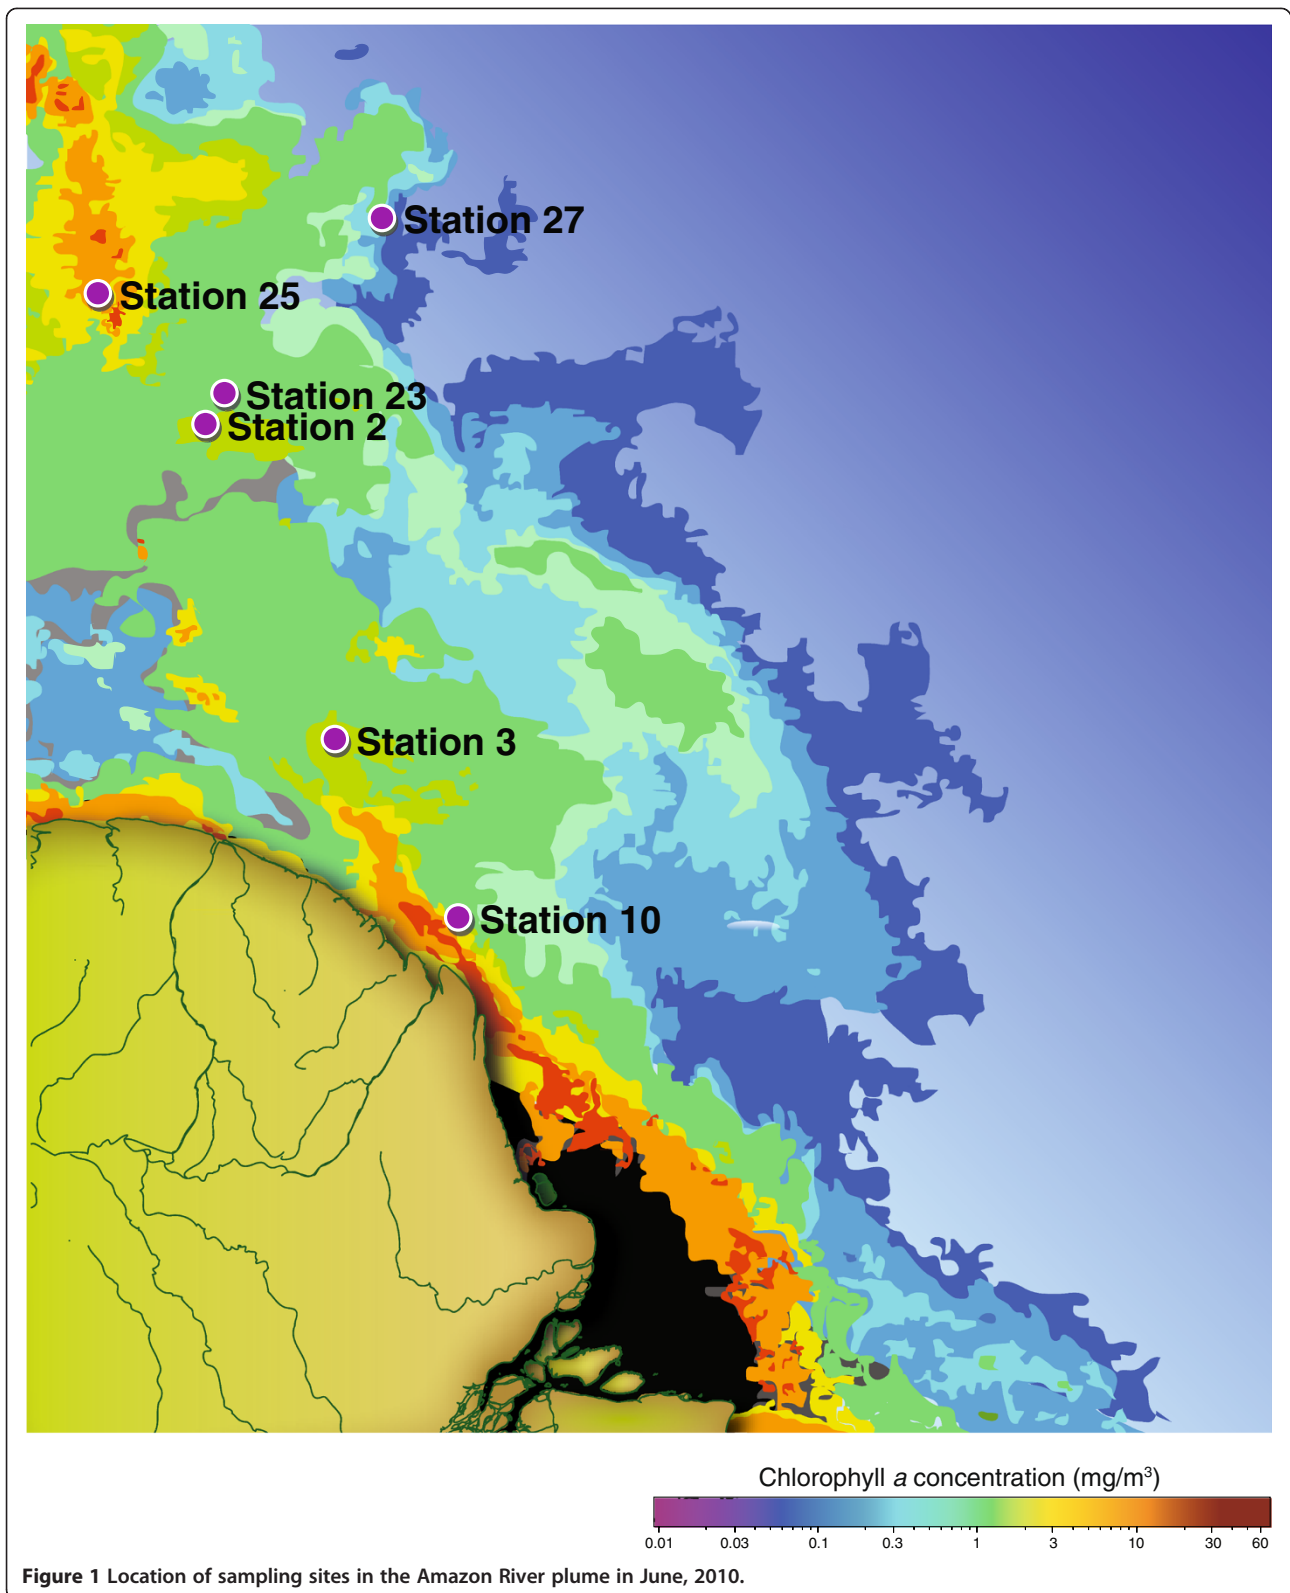 Station 27
Station 25
Station 23
Station 2
Station 3
Station 10
Chlorophyll a concentration (mg/m³)
0.01 0.03 0.1 0.3 1 3 10 30 60
Figure 1 Location of sampling sites in the Amazon River plume in June, 2010.